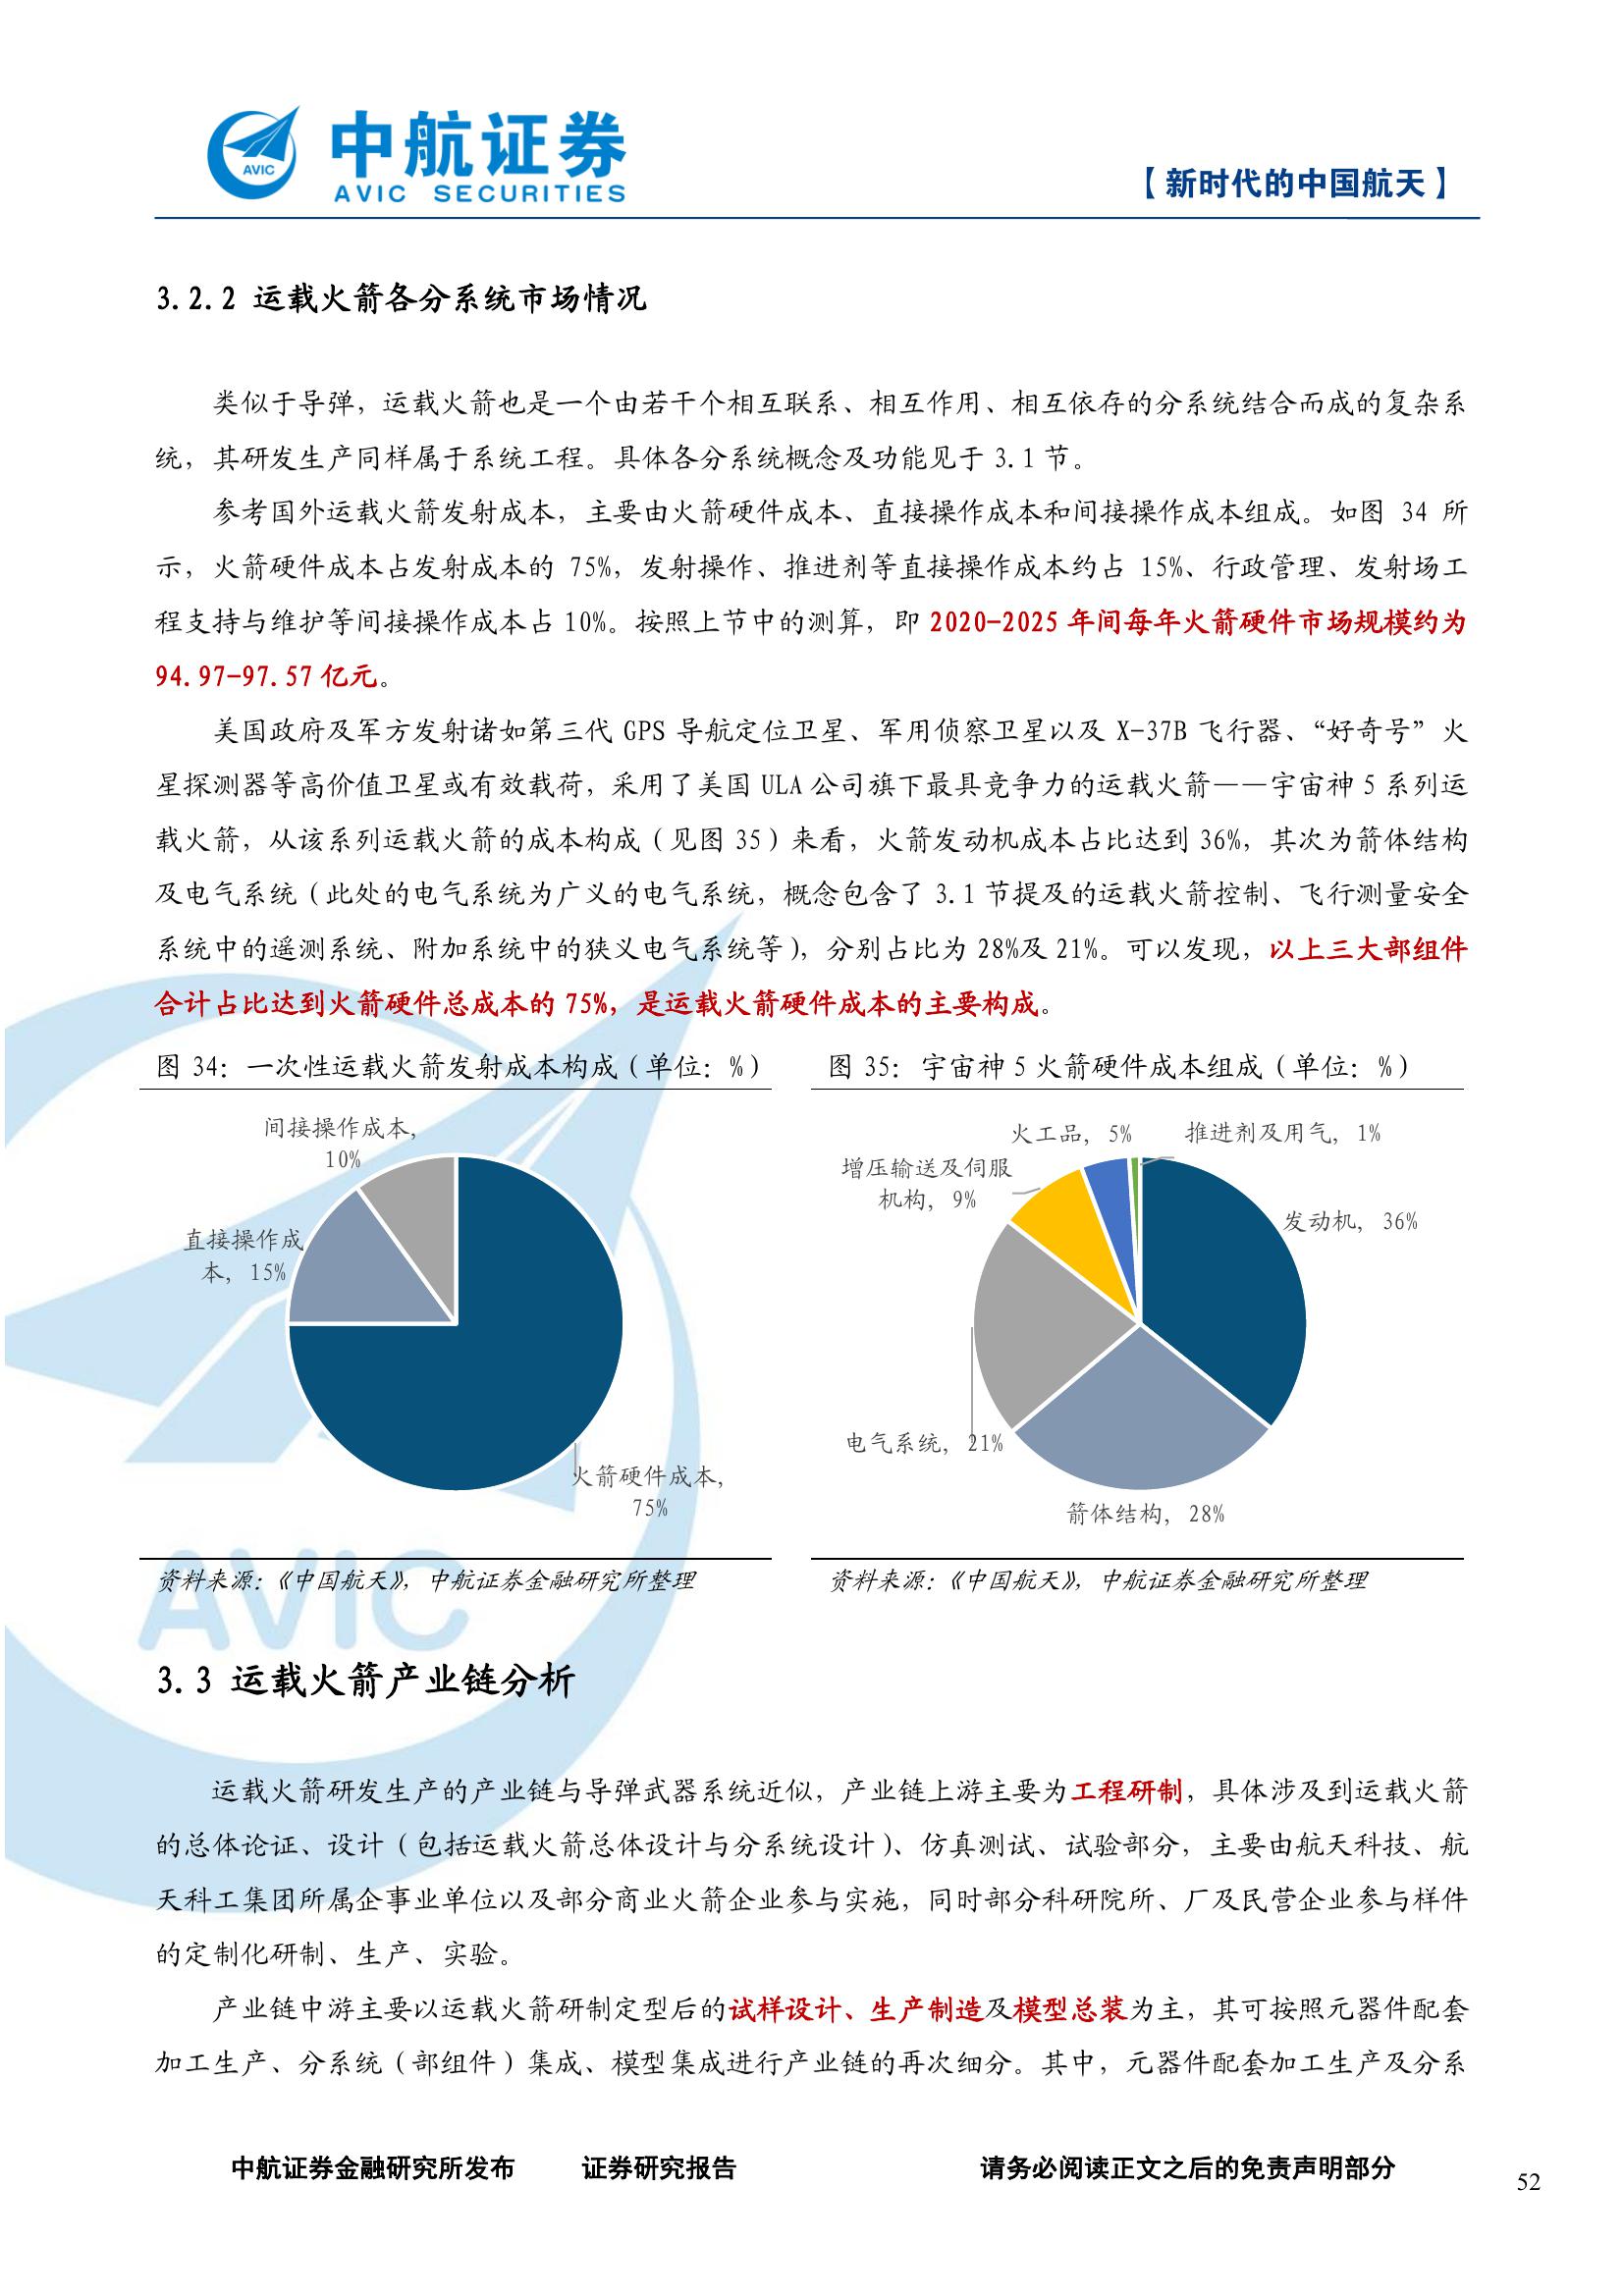 中航证券
AVIC SECURITIES
AVIC
【新时代的中国航天】
3.2.2 运载火箭各分系统市场情况
类似于导弹，运载火箭也是一个由若干个相互联系、相互作用、相互依存的分系统结合而成的复杂系
统，其研发生产同样属于系统工程。具体各分系统概念及功能见于 3.1 节。
参考国外运载火箭发射成本，主要由火箭硬件成本、直接操作成本和间接操作成本组成。如图 34 所
示，火箭硬件成本占发射成本的 75%，发射操作、推进剂等直接操作成本约占 15%、行政管理、发射场工
程支持与维护等间接操作成本占 10%。按照上节中的测算，即 2020-2025 年间每年火箭硬件市场规模约为
94.97-97.57 亿元。
美国政府及军方发射诸如第三代 GPS 导航定位卫星、军用侦察卫星以及 X-37B 飞行器、“好奇号”火
星探测器等高价值卫星或有效载荷，采用了美国 ULA 公司旗下最具竞争力的运载火箭——宇宙神 5 系列运
载火箭，从该系列运载火箭的成本构成（见图 35）来看，火箭发动机成本占比达到 36%，其次为箭体结构
及电气系统（此处的电气系统为广义的电气系统，概念包含了 3.1 节提及的运载火箭控制、飞行测量安全
系统中的遥测系统、附加系统中的狭义电气系统等），分别占比为 28%及 21%。可以发现，以上三大部组件
合计占比达到火箭硬件总成本的 75%，是运载火箭硬件成本的主要构成。
图 34：一次性运载火箭发射成本构成（单位：%）
间接操作成本，
10%
直接操作成
本，15%
火箭硬件成本，
75%
资料来源：《中国航天》，中航证券金融研究所整理
图 35：宇宙神 5 火箭硬件成本组成（单位：%）
火工品，5%
推进剂及用气，1%
增压输送及伺服
机构，9%
发动机，36%
电气系统，21%
箭体结构，28%
资料来源：《中国航天》，中航证券金融研究所整理
AVIC
3.3 运载火箭产业链分析
运载火箭研发生产的产业链与导弹武器系统近似，产业链上游主要为工程研制，具体涉及到运载火箭
的总体论证、设计（包括运载火箭总体设计与分系统设计）、仿真测试、试验部分，主要由航天科技、航
天科工集团所属企事业单位以及部分商业火箭企业参与实施，同时部分科研院所、厂及民营企业参与样件
的定制化研制、生产、实验。
产业链中游主要以运载火箭研制定型后的试样设计、生产制造及模型总装为主，其可按照元器件配套
加工生产、分系统（部组件）集成、模型集成进行产业链的再次细分。其中，元器件配套加工生产及分系
中航证券金融研究所发布 证券研究报告 请务必阅读正文之后的免责声明部分
52